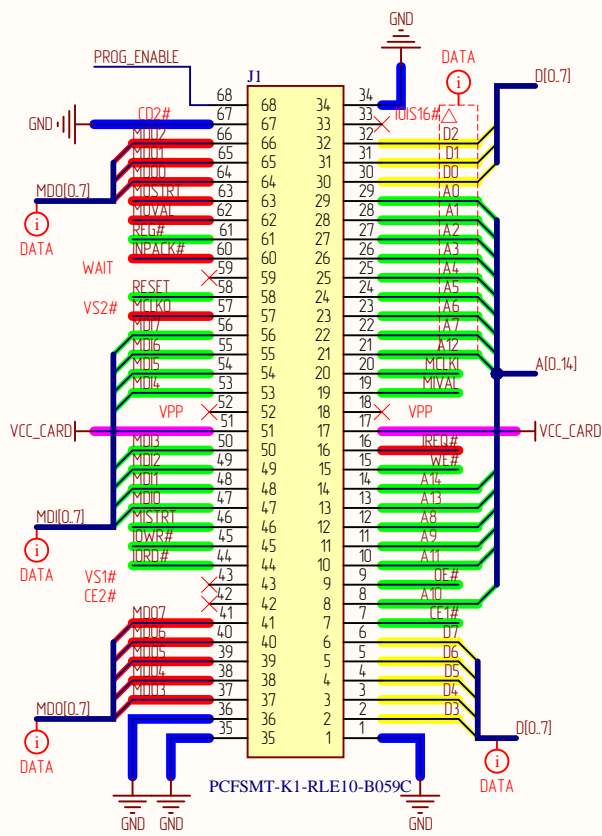 GND
PROG_ENABLE
J1
DATA
i
D[0..7]
68 68 34 34
GND CD2# 67 67 33 33 IOIS16#
MDO2 66 66 32 32 D2
MDO1 65 65 31 31 D1
MDO0 64 64 30 30 D0
MDO[0..7] MOSTRT 63 63 29 29 A0
i MOVAL 62 62 28 28 A1
DATA REG# 61 61 27 27 A2
INPACK# 60 60 26 26 A3
WAIT 59 59 25 25 A4
RESET 58 58 24 24 A5
VS2# MCLKO 57 57 23 23 A6
MDI7 56 56 22 22 A7
MDI6 55 55 21 21 A12
MDI5 54 54 20 20 MCLKI A[0..14]
MDI4 53 53 19 19 MIVAL
VPP 52 52 18 18 VPP
VCC_CARD 51 51 17 17 VCC_CARD
MDI3 50 50 16 16 IREQ#
MDI2 49 49 15 15 WE#
MDI1 48 48 14 14 A14
MDI0 47 47 13 13 A13
MDI[0..7] MISTRT 46 46 12 12 A8
i IOWR# 45 45 11 11 A9
DATA IORD# 44 44 10 10 A11
VS1# 43 43 9 9 OE#
CE2# 42 42 8 8 A10
MDO7 41 41 7 7 CE1#
MDO6 40 40 6 6 D7
MDO5 39 39 5 5 D6
MDO4 38 38 4 4 D5
MDO3 37 37 3 3 D4
MDO[0..7] 36 36 2 2 D3
i 35 35 1 1 D[0..7]
DATA
i
DATA
PCFSMT-K1-RLE10-B059C
GND GND GND